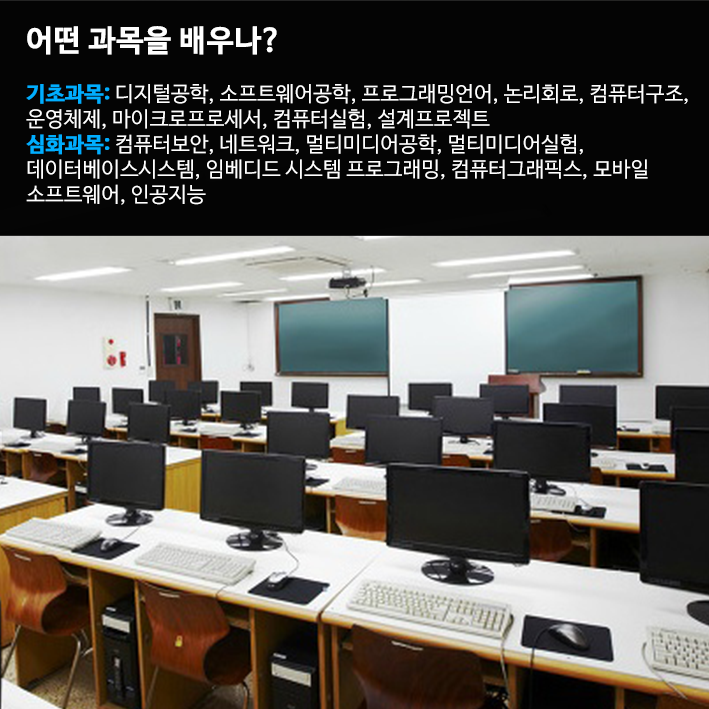 어떤 과목을 배우나?
기초과목: 디지털공학, 소프트웨어공학, 프로그래밍언어, 논리회로, 컴퓨터구조,
운영체제, 마이크로프로세서, 컴퓨터실험, 설계프로젝트
심화과목: 컴퓨터보안, 네트워크, 멀티미디어공학, 멀티미디어실험,
데이터베이스시스템, 임베디드 시스템 프로그래밍, 컴퓨터그래픽스, 모바일
소프트웨어, 인공지능